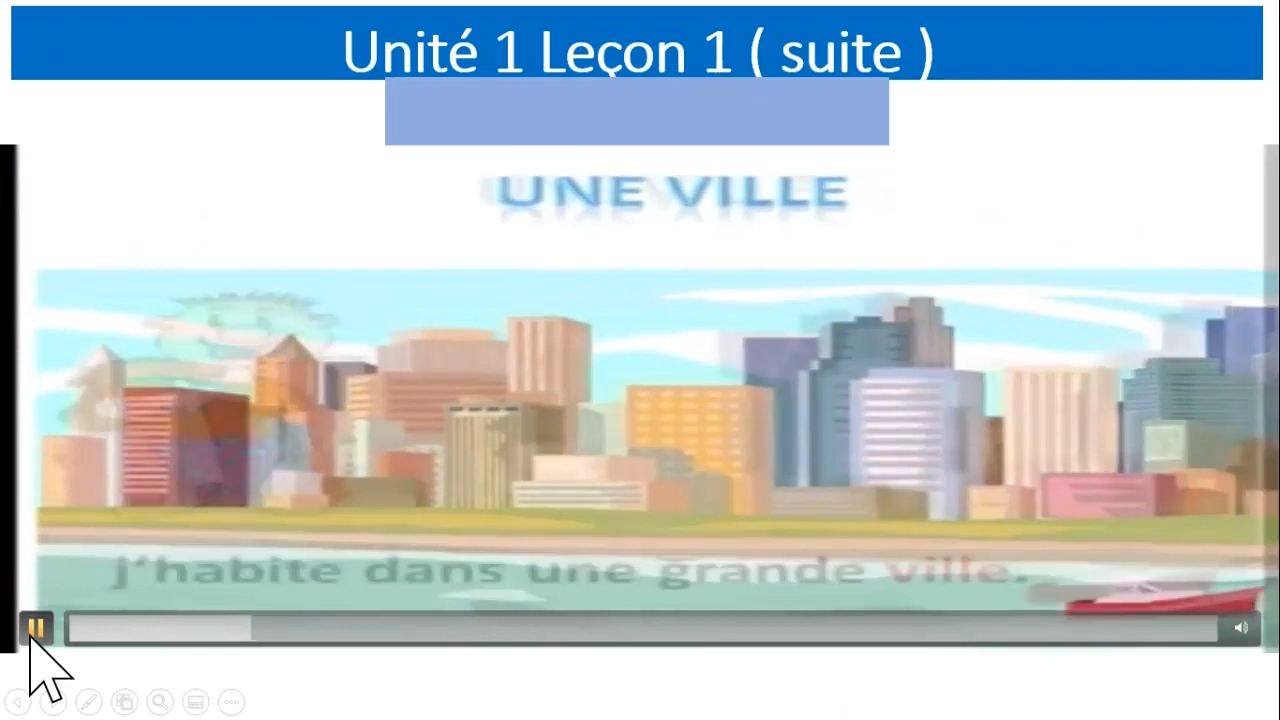 Unité 1 Leçon 1 ( suite )
UNE VILLE
j'habite dans une grande ville.